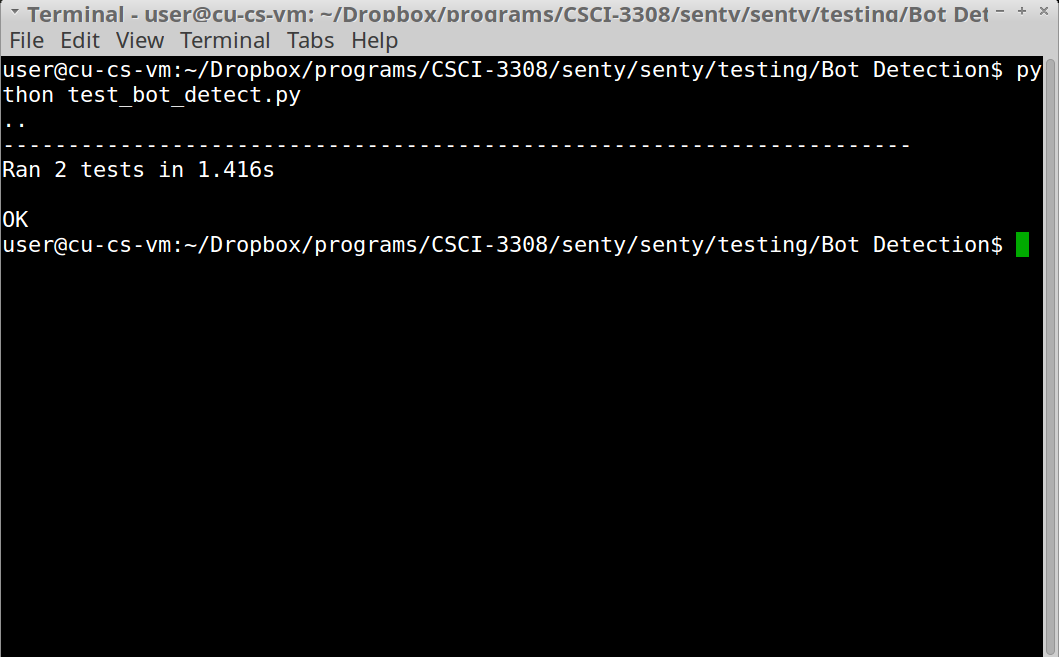 Terminal - user@cu-cs-vm: ~/Dropbox/programs/CSCI-3308/senty/senty/testing/Bot Det
File Edit View Terminal Tabs Help
user@cu-cs-vm:~/Dropbox/programs/CSCI-3308/senty/senty/testing/Bot Detection$ py
thon test_bot_detect.py
..
----------------------------------------------------------------------
Ran 2 tests in 1.416s
OK
user@cu-cs-vm:~/Dropbox/programs/CSCI-3308/senty/senty/testing/Bot Detection$